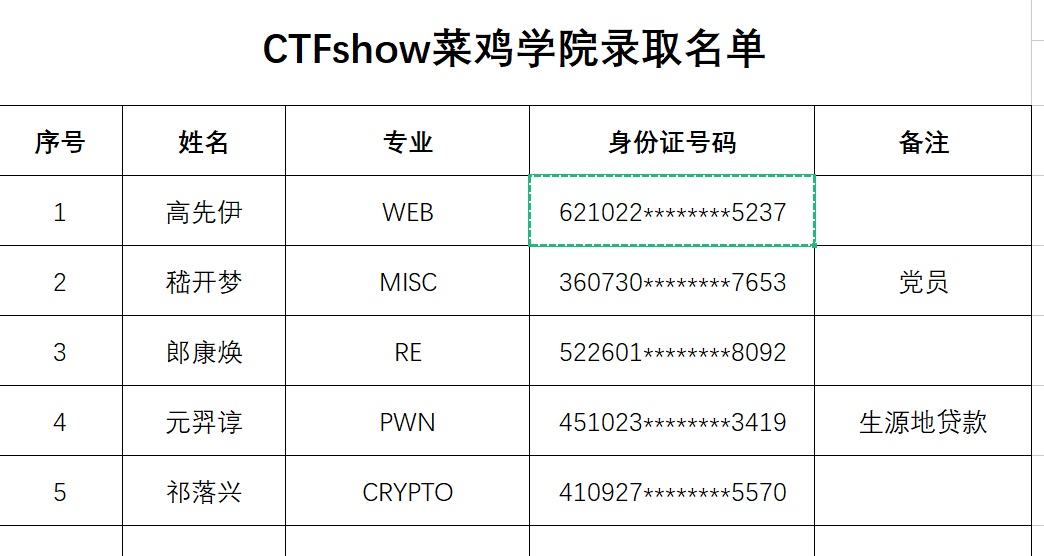 CTFshow菜鸡学院录取名单
序号 姓名 专业 身份证号码 备注
1 高先伊 WEB 621022********5237
2 嵇开梦 MISC 360730********7653 党员
3 郎康焕 RE 522601********8092
4 元羿谆 PWN 451023********3419 生源地贷款
5 祁落兴 CRYPTO 410927********5570